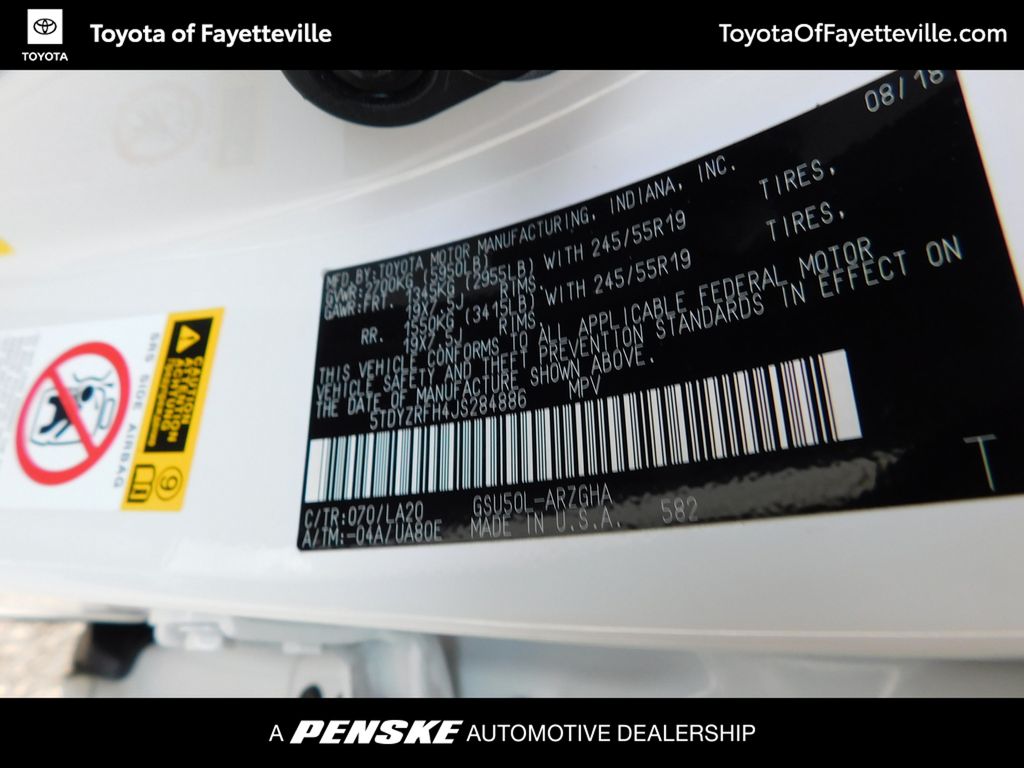 TOYOTA
Toyota of Fayetteville
ToyotaOfFayetteville.com
08/18
MFD.BY:TOYOTA MOTOR MANUFACTURING, INDIANA, INC.
GVWR: 2700KG (5950LB)
GAWR:FRT. 1345KG (2955LB) WITH 245/55R19 TIRES,
19X7.5J RIMS,
RR. 1550KG (3415LB) WITH 245/55R19 TIRES,
19X7.5J RIMS,
THIS VEHICLE CONFORMS TO ALL APPLICABLE FEDERAL MOTOR
VEHICLE SAFETY AND THEFT PREVENTION STANDARDS IN EFFECT ON
THE DATE OF MANUFACTURE SHOWN ABOVE.
5TDYZRFH4JS284886 MPV
C/TR:070/LA20 GSU50L-ARZGHA
A/TM:-04A/UA80E MADE IN U.S.A. 582
T
SRS SIDE AIRBAG
CAUTION
ATTENTION
ACHTUNG
A PENSKE AUTOMOTIVE DEALERSHIP